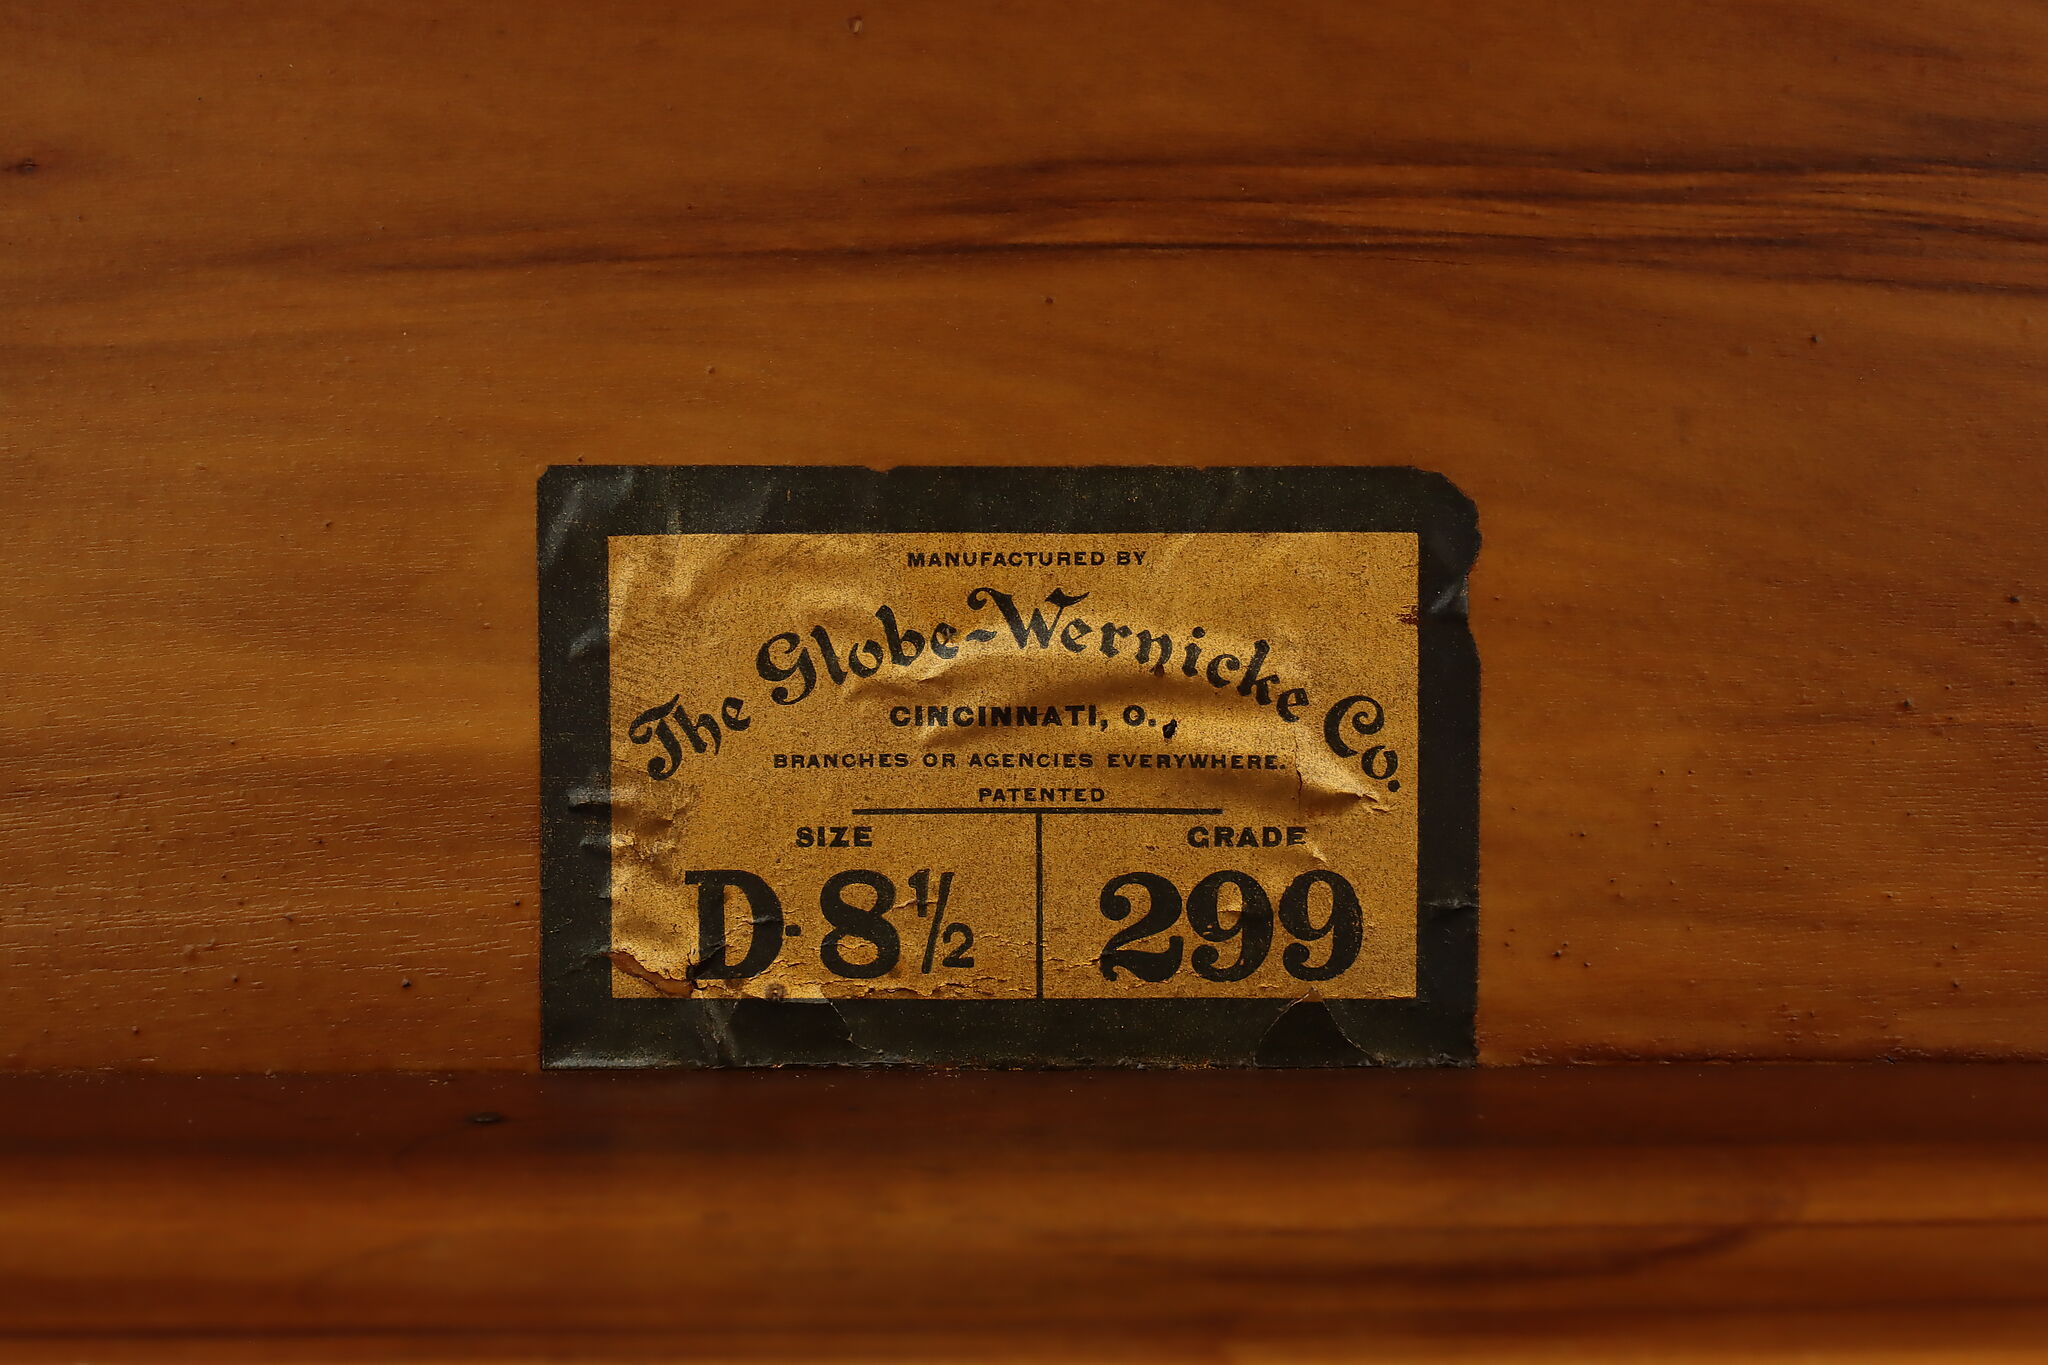 MANUFACTURED BY
The Globe-Wernicke Co.
CINCINNATI, O.,
BRANCHES OR AGENCIES EVERYWHERE.
PATENTED
SIZE GRADE
D-8½ 299